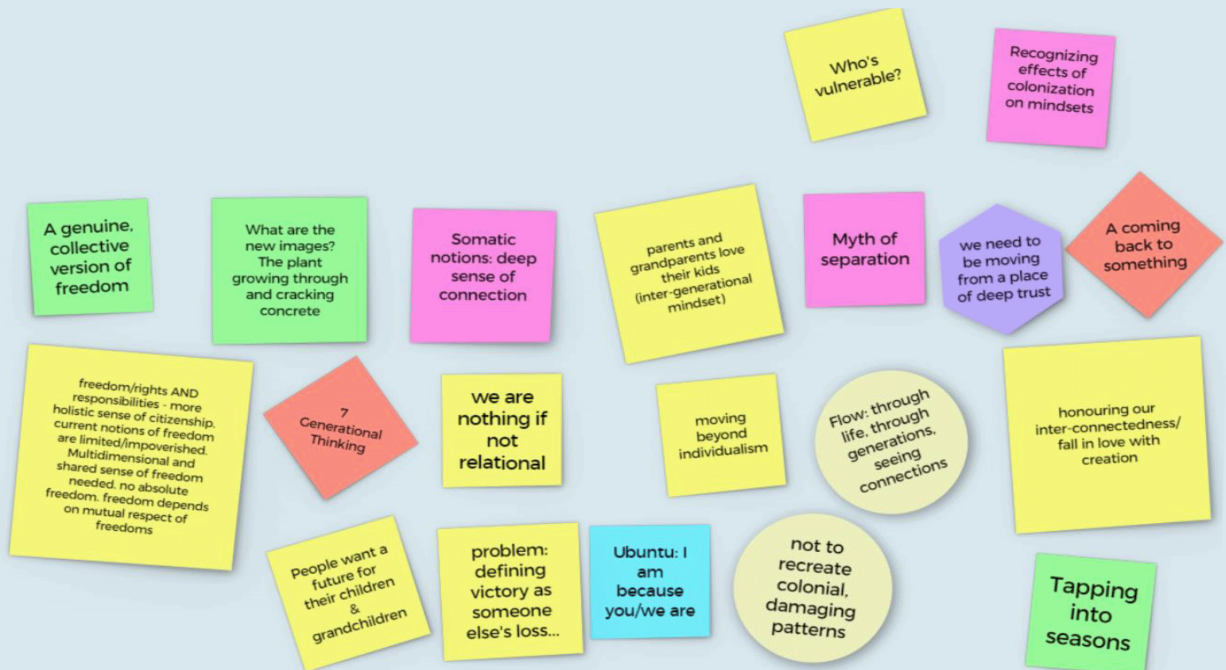 Who's
vulnerable?
Recognizing
effects of
colonization
on mindsets
A genuine,
collective
version of
freedom
What are the
new images?
The plant
growing through
and cracking
concrete
Somatic
notions: deep
sense of
connection
parents and
grandparents love
their kids
(inter-generational
mindset)
Myth of
separation
we need to
be moving
from a place
of deep trust
A coming
back to
something
freedom/rights AND
responsibilities - more
holistic sense of citizenship.
current notions of freedom
are limited/impoverished.
Multidimensional and
shared sense of freedom
needed. no absolute
freedom. freedom depends
on mutual respect of
freedoms
7
Generational
Thinking
we are
nothing if
not
relational
moving
beyond
individualism
Flow: through
life, through
generations,
seeing
connections
honouring our
inter-connectedness/
fall in love with
creation
People want a
future for
their children
&
grandchildren
problem:
defining
victory as
someone
else's loss...
Ubuntu: I
am
because
you/we are
not to
recreate
colonial,
damaging
patterns
Tapping
into
seasons